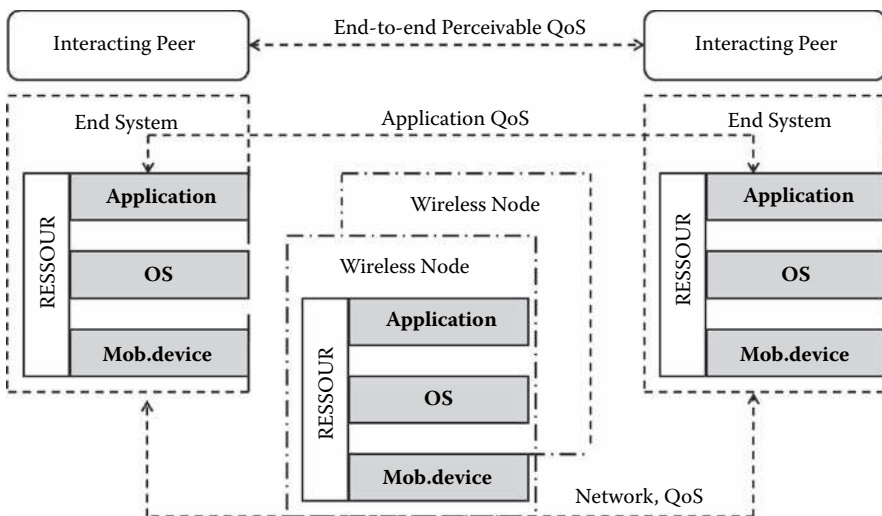 Interacting Peer
End-to-end Perceivable QoS
Interacting Peer
End System
Application QoS
End System
RESSOUR
Application
OS
Mob.device
Wireless Node
Wireless Node
RESSOUR
Application
OS
Mob.device
RESSOUR
Application
OS
Mob.device
Network, QoS